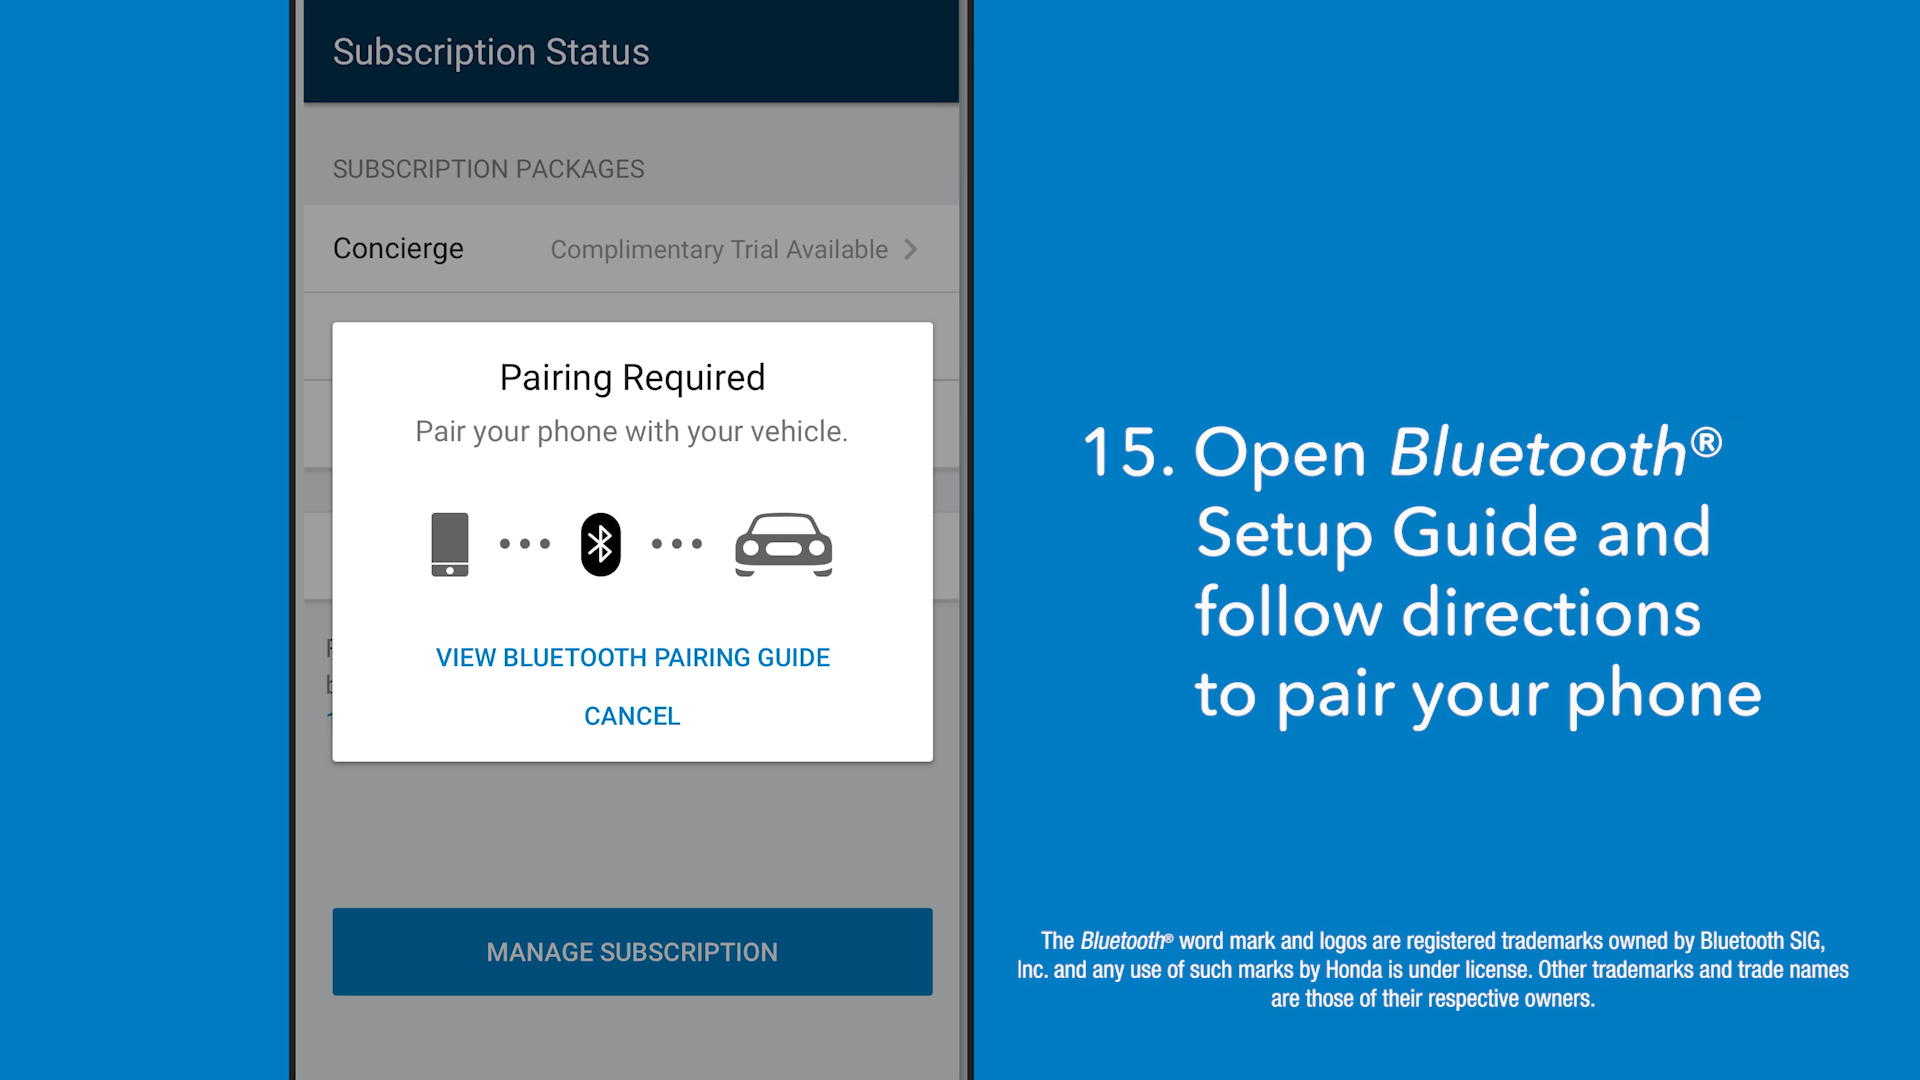 Subscription Status
SUBSCRIPTION PACKAGES
Concierge Complimentary Trial Available
Pairing Required
Pair your phone with your vehicle.
VIEW BLUETOOTH PAIRING GUIDE
CANCEL
MANAGE SUBSCRIPTION
15. Open Bluetooth®
Setup Guide and
follow directions
to pair your phone
The Bluetooth® word mark and logos are registered trademarks owned by Bluetooth SIG,
Inc. and any use of such marks by Honda is under license. Other trademarks and trade names
are those of their respective owners.